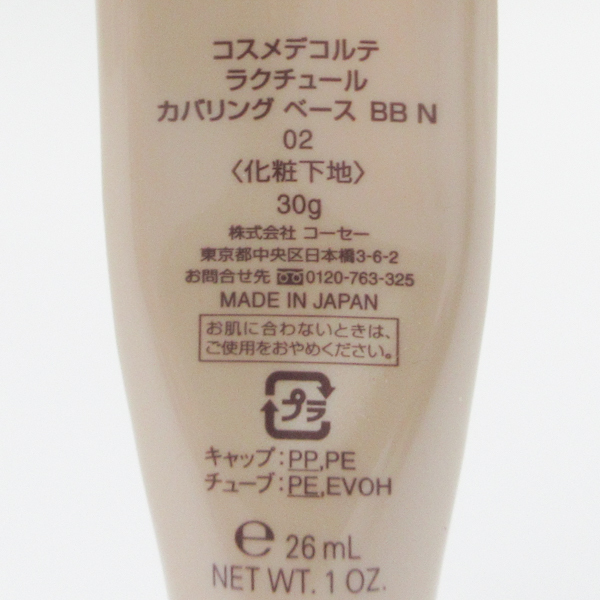 コスメデコルテ
ラクチュール
カバリング ベース BB N
02
〈化粧下地〉
30g
株式会社 コーセー
東京都中央区日本橋3-6-2
お問合せ先 0120-763-325
MADE IN JAPAN
お肌に合わないときは、
ご使用をおやめください。
プラ
キャップ:PP,PE
チューブ:PE,EVOH
℮ 26 mL
NET WT. 1 OZ.